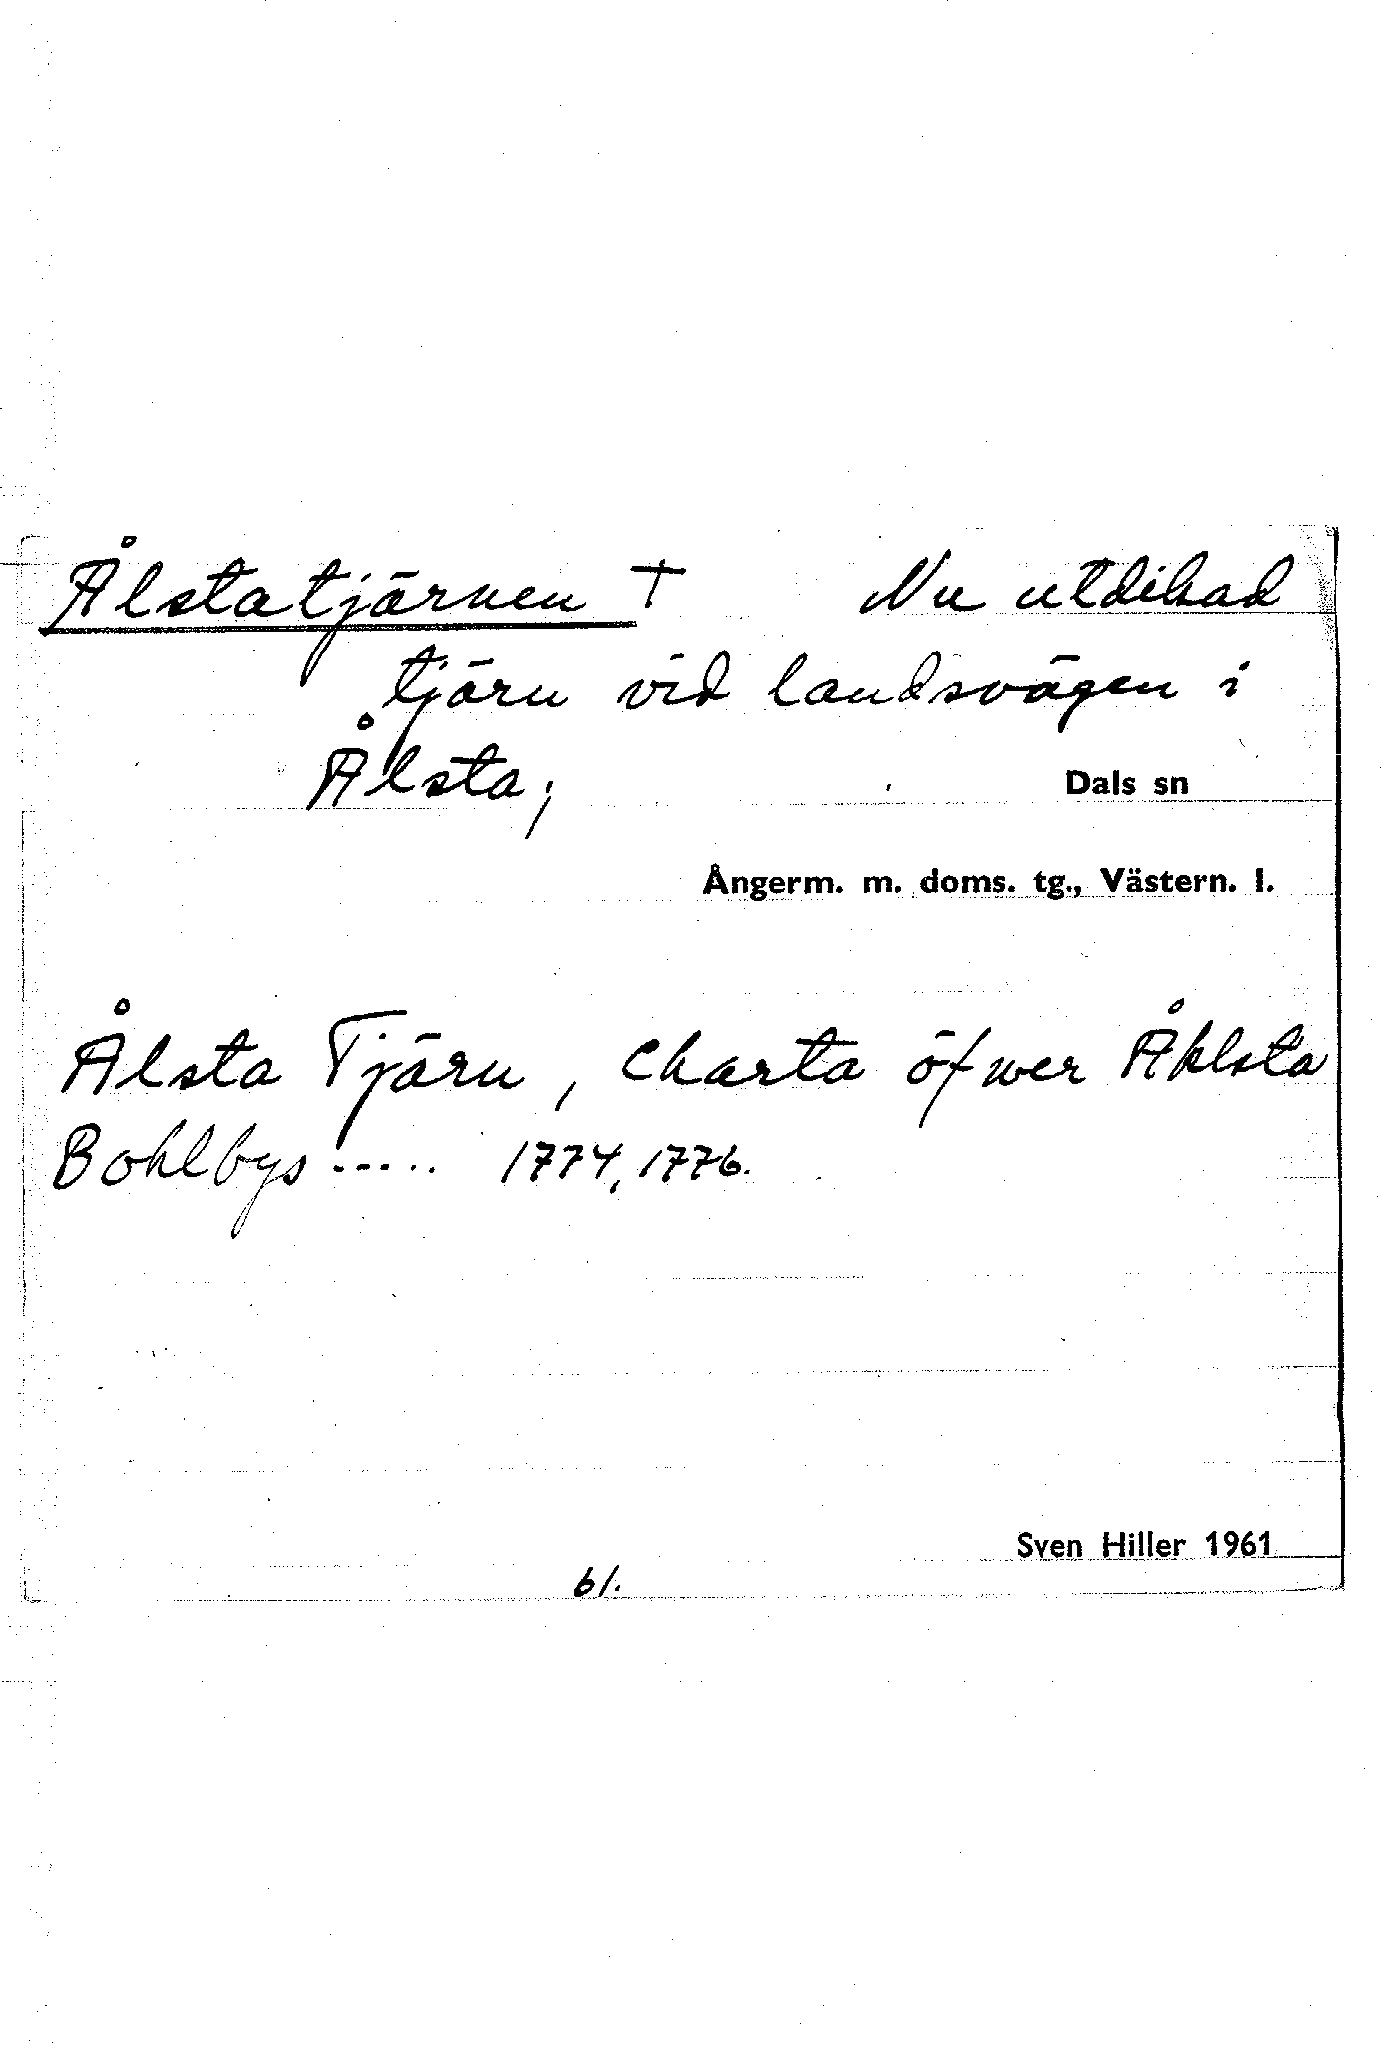 Ålstatjärnen † Nu utdikad
tjärn vid landsvägen i
Ålsta;
Dals sn
Ångerm. m. doms. tg., Västern. l.
Ålsta Tjärn, Charta öfwer Åhlsta
Bohlbys ..... 1774, 1776.
Sven Hiller 1961
61.